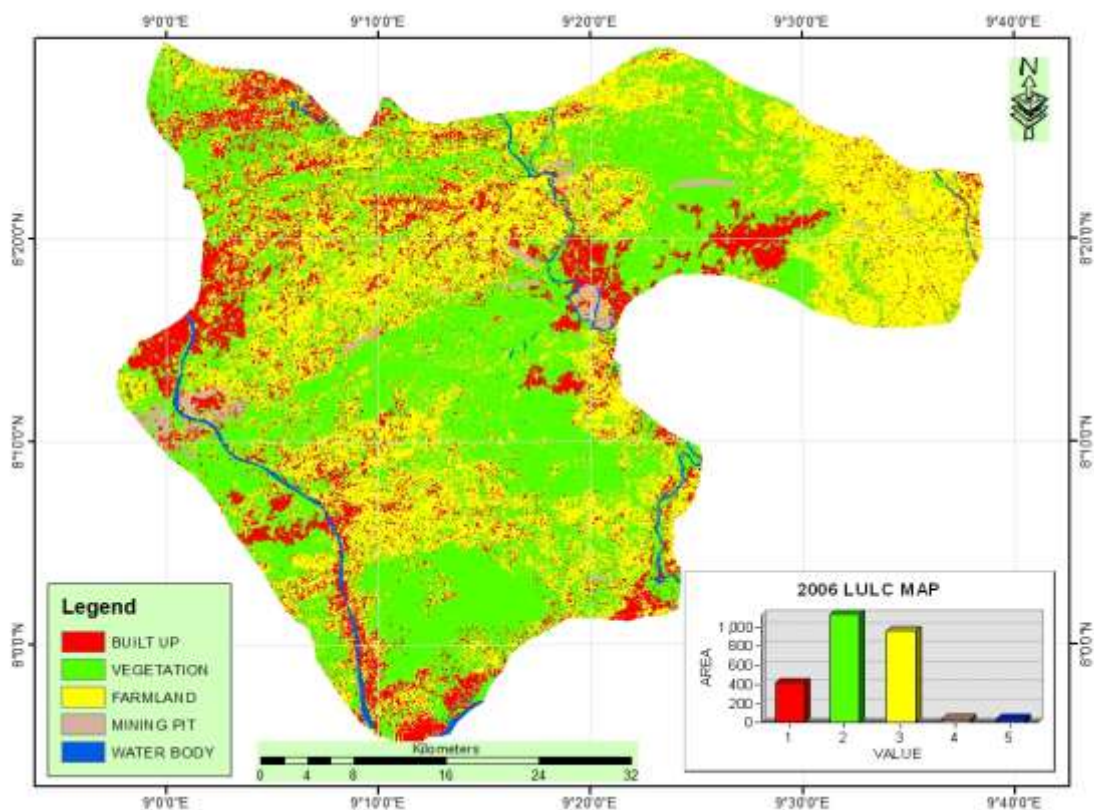 9°0'0"E 9°10'0"E 9°20'0"E 9°30'0"E 9°40'0"E
N
8°20'0"N 8°20'0"N
8°10'0"N 8°10'0"N
8°0'0"N 8°0'0"N
Legend
BUILT UP
VEGETATION
FARMLAND
MINING PIT
WATER BODY
Kilometers
0 4 8 16 24 32
2006 LULC MAP
AREA
1,000
800
600
400
200
0
1 2 3 4 5
VALUE
9°0'0"E 9°10'0"E 9°20'0"E 9°30'0"E 9°40'0"E